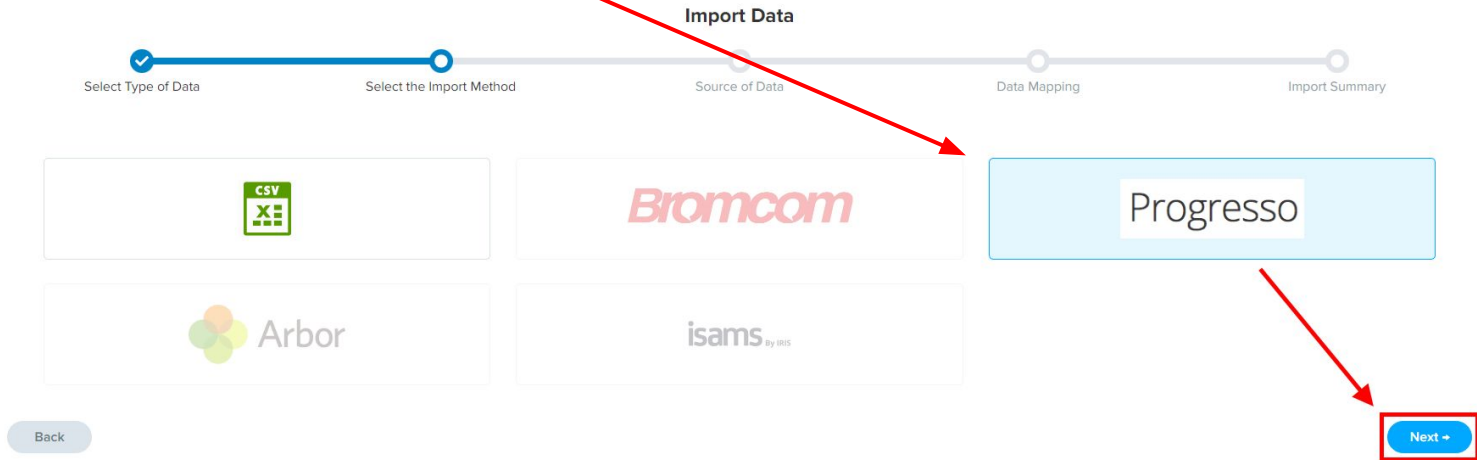 Import Data
Select Type of Data
Select the Import Method
Source of Data
Data Mapping
Import Summary
CSV
X
Bromcom
Progresso
Arbor
isams By IRIS
Back
Next →